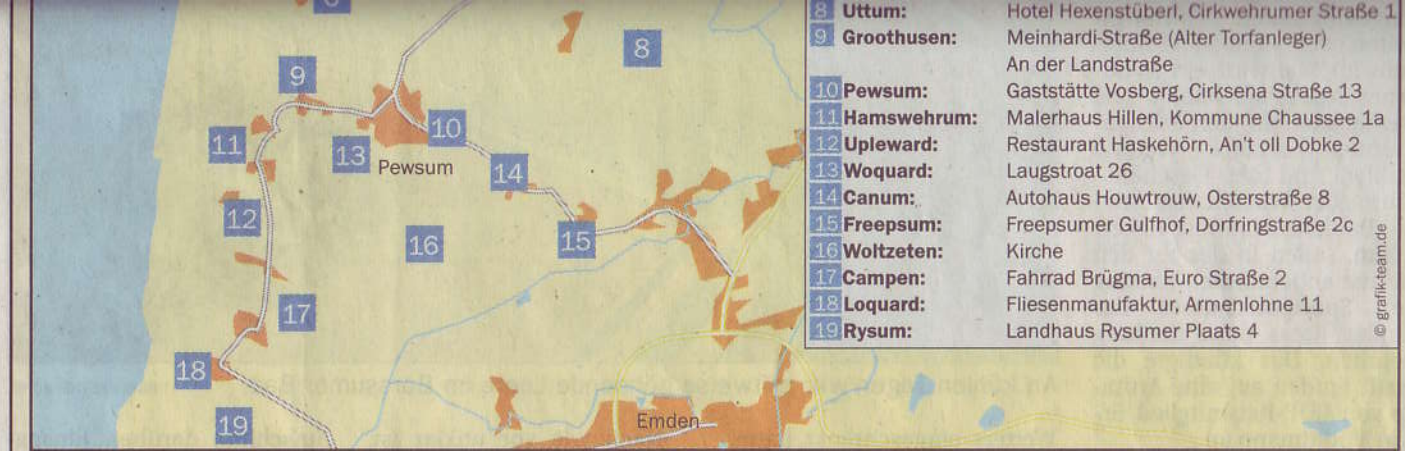 8 Uttum: Hotel Hexenstüberl, Cirkwehrumer Straße 1
9 Groothusen: Meinhardi-Straße (Alter Torfanleger)
An der Landstraße
10 Pewsum: Gaststätte Vosberg, Cirksena Straße 13
11 Hamswehrum: Malerhaus Hillen, Kommune Chaussee 1a
12 Upleward: Restaurant Haskehörn, An't oll Dobke 2
13 Woquard: Laugstroat 26
14 Canum: Autohaus Houwtrouw, Osterstraße 8
15 Freepsum: Freepsumer Gulfhof, Dorfringstraße 2c
16 Woltzeten: Kirche
17 Campen: Fahrrad Brügma, Euro Straße 2
18 Loquard: Fliesenmanufaktur, Armenlohne 11
19 Rysum: Landhaus Rysumer Plaats 4
© grafik-team.de
8
9
10
11
13
Pewsum
14
12
15
16
17
18
19
Emden